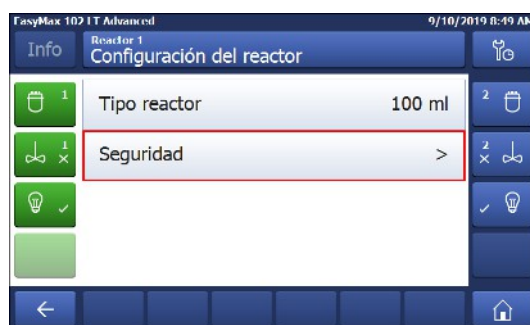 EasyMax 102 LT Advanced 9/10/2019 8:49 AM
Info
Reactor 1
Configuración del reactor
1 Tipo reactor 100 ml 2
1 Seguridad > 2